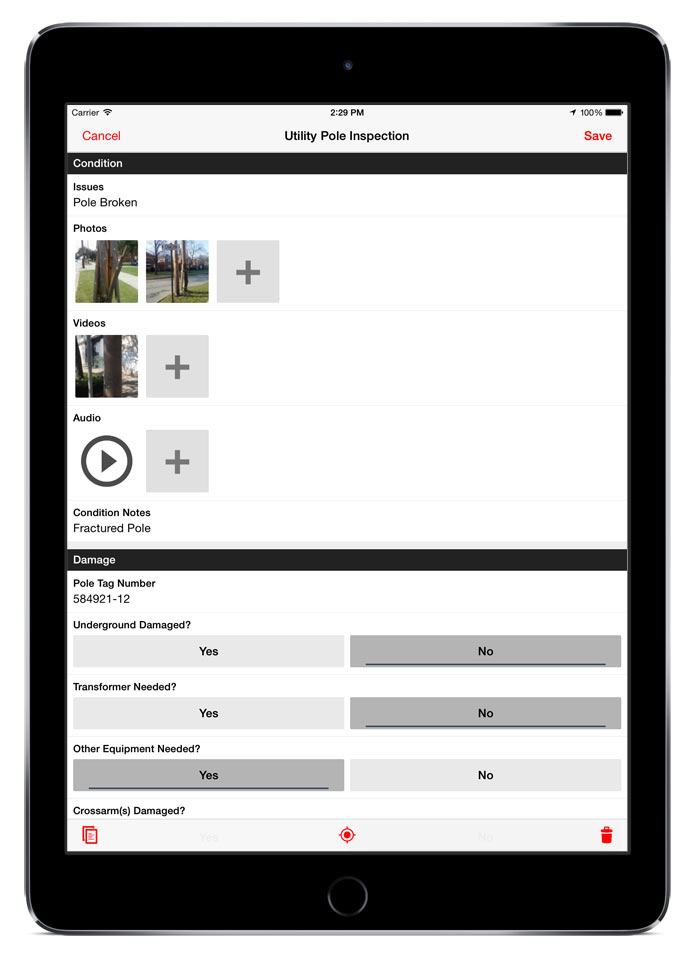 Carrier 2:29 PM 100%
Cancel Utility Pole Inspection Save
Condition
Issues
Pole Broken
Photos
Videos
Audio
Condition Notes
Fractured Pole
Damage
Pole Tag Number
584921-12
Underground Damaged?
Yes No
Transformer Needed?
Yes No
Other Equipment Needed?
Yes No
Crossarm(s) Damaged?
Yes No